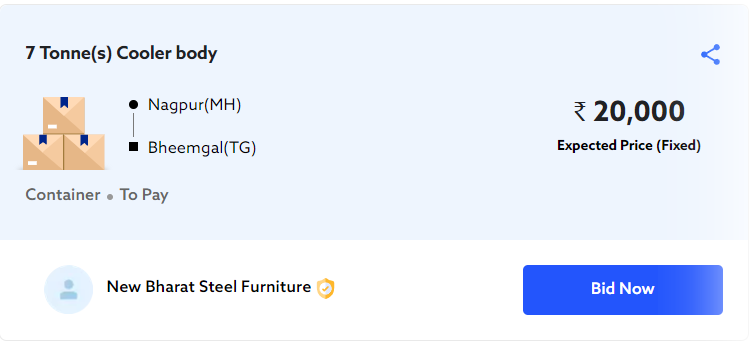 7 Tonne(s) Cooler body
Nagpur(MH)
Bheemgal(TG)
₹ 20,000
Expected Price (Fixed)
Container • To Pay
New Bharat Steel Furniture
Bid Now